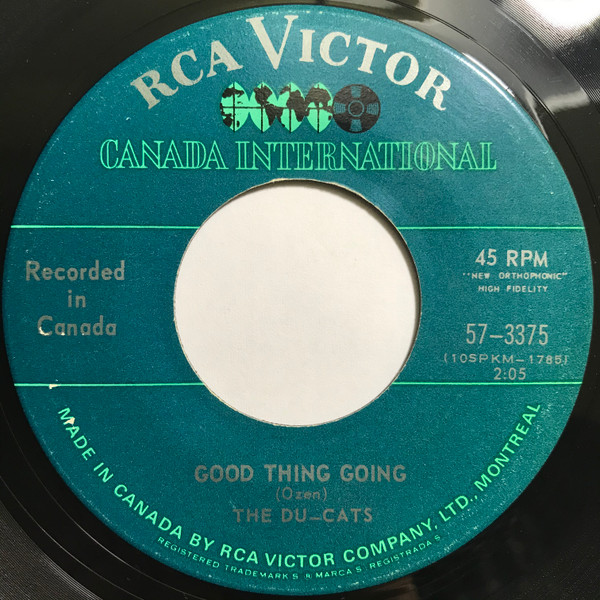 RCA VICTOR
CANADA INTERNATIONAL
Recorded
in
Canada
45 RPM
"NEW ORTHOPHONIC"
HIGH FIDELITY
57-3375
(10SPKM-1785)
2:05
GOOD THING GOING
(Ozen)
THE DU-CATS
MADE IN CANADA BY RCA VICTOR COMPANY, LTD., MONTREAL
REGISTERED TRADEMARKS ® MARCAS REGISTRADAS